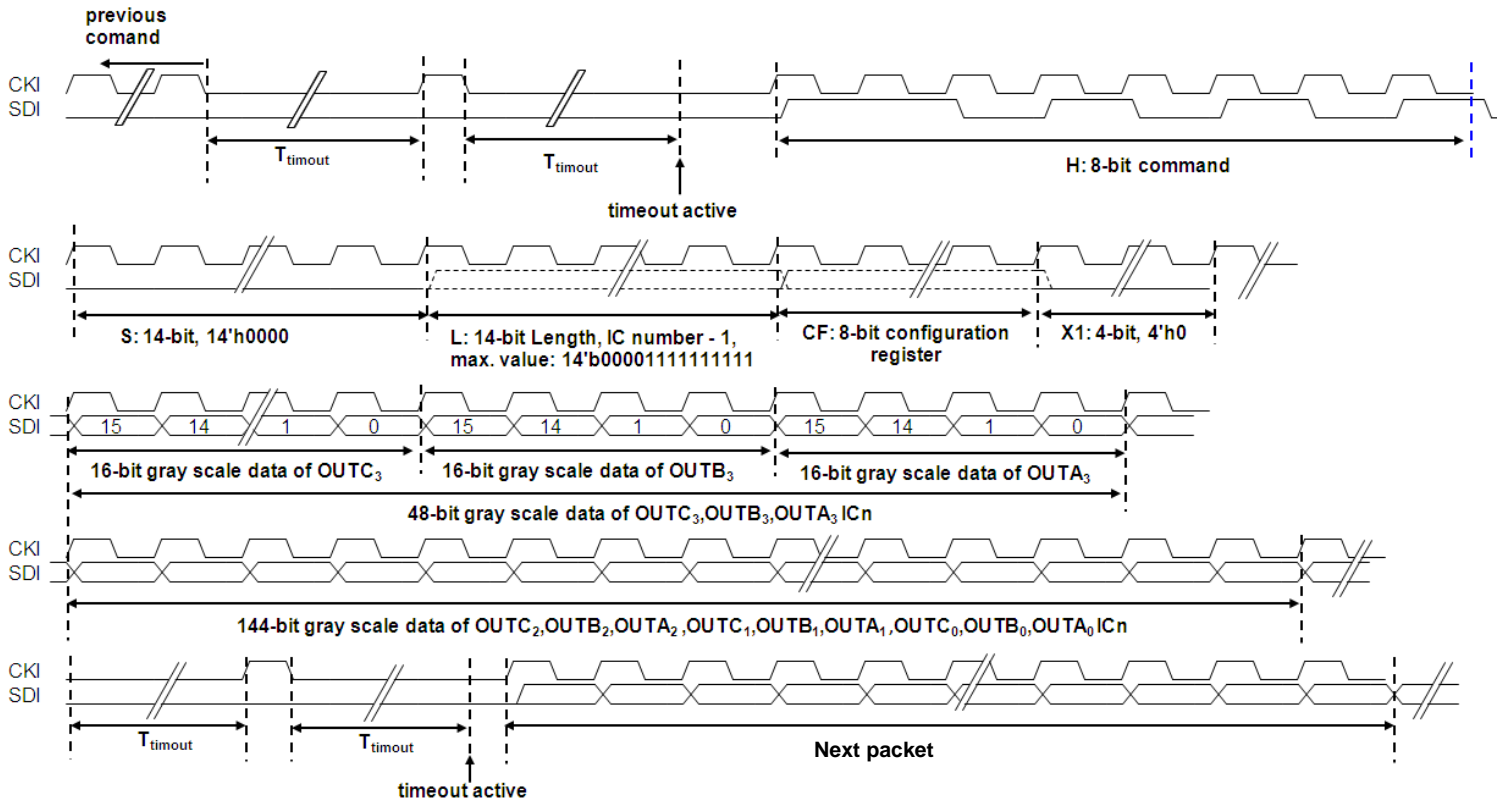 previous
comand
CKI
SDI
T_timout
T_timout
timeout active
H: 8-bit command
CKI
SDI
S: 14-bit, 14'h0000
L: 14-bit Length, IC number - 1,
max. value: 14'b00001111111111
CF: 8-bit configuration
register
X1: 4-bit, 4'h0
CKI
SDI
15 14 1 0 15 14 1 0 15 14 1 0
16-bit gray scale data of OUTC₃
16-bit gray scale data of OUTB₃
16-bit gray scale data of OUTA₃
48-bit gray scale data of OUTC₃,OUTB₃,OUTA₃ ICn
CKI
SDI
144-bit gray scale data of OUTC₂,OUTB₂,OUTA₂,OUTC₁,OUTB₁,OUTA₁,OUTC₀,OUTB₀,OUTA₀ ICn
CKI
SDI
T_timout
T_timout
timeout active
Next packet